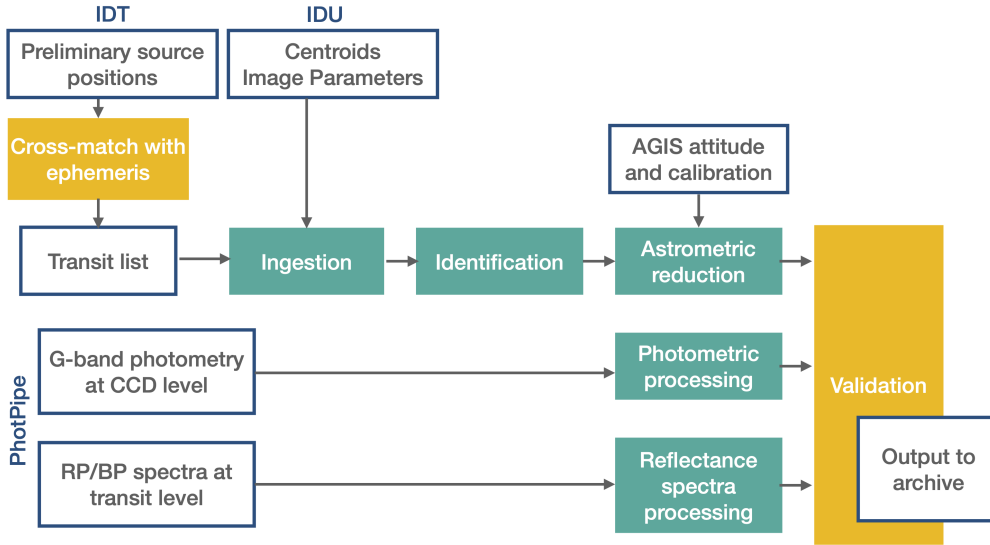 IDT
IDU
Preliminary source
positions
Centroids
Image Parameters
Cross-match with
ephemeris
AGIS attitude
and calibration
Transit list
Ingestion
Identification
Astrometric
reduction
PhotPipe
G-band photometry
at CCD level
Photometric
processing
Validation
RP/BP spectra at
transit level
Reflectance
spectra
processing
Output to
archive